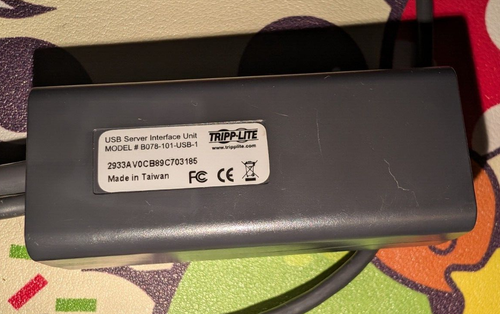 USB Server Interface Unit
MODEL # B078-101-USB-1
TRIPP-LITE
www.tripplite.com
2933AV0CB89C703185
Made in Taiwan
FC CE